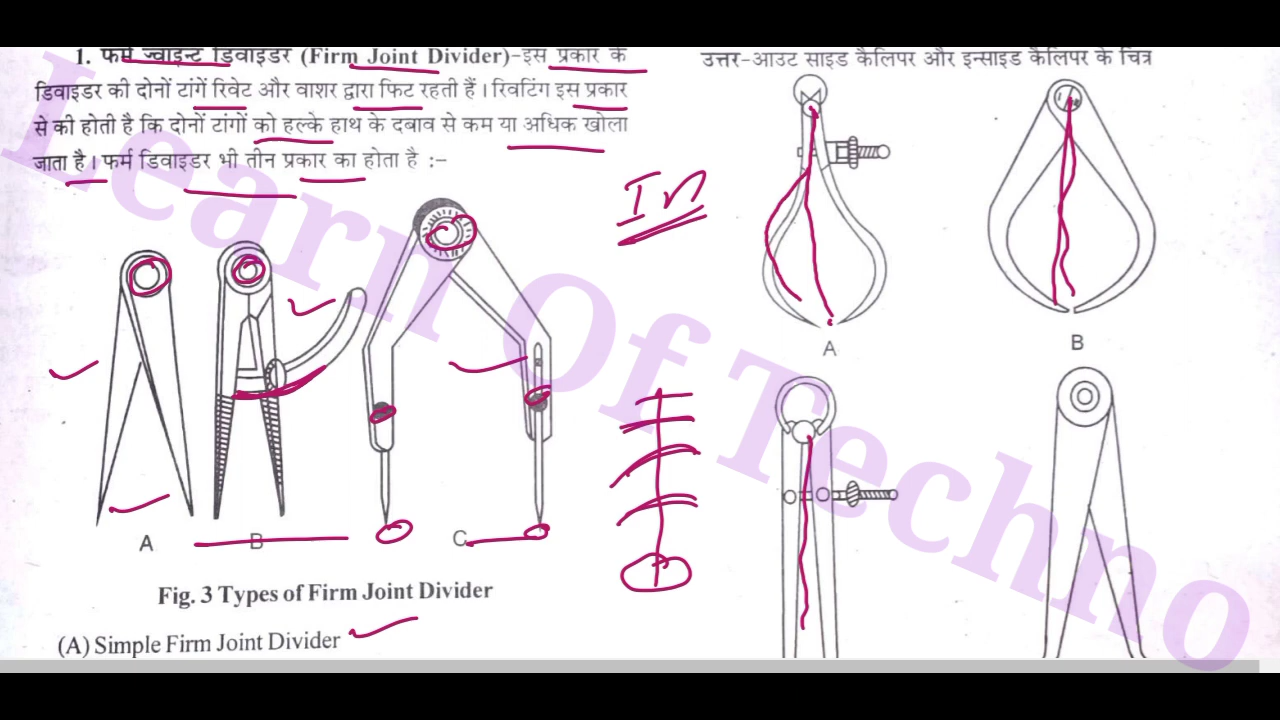 1. फर्म ज्वाइन्ट डिवाइडर (Firm Joint Divider)-इस प्रकार के
डिवाइडर की दोनों टांगें रिवेट और वाशर द्वारा फिट रहती हैं। रिवटिंग इस प्रकार
से की होती है कि दोनों टांगों को हल्के हाथ के दबाव से कम या अधिक खोला
जाता है। फर्म डिवाइडर भी तीन प्रकार का होता है :-
A
B
C
Fig. 3 Types of Firm Joint Divider
(A) Simple Firm Joint Divider
In
उत्तर-आउट साइड कैलिपर और इन्साइड कैलिपर के चित्र
A
B
Learn Of Techno